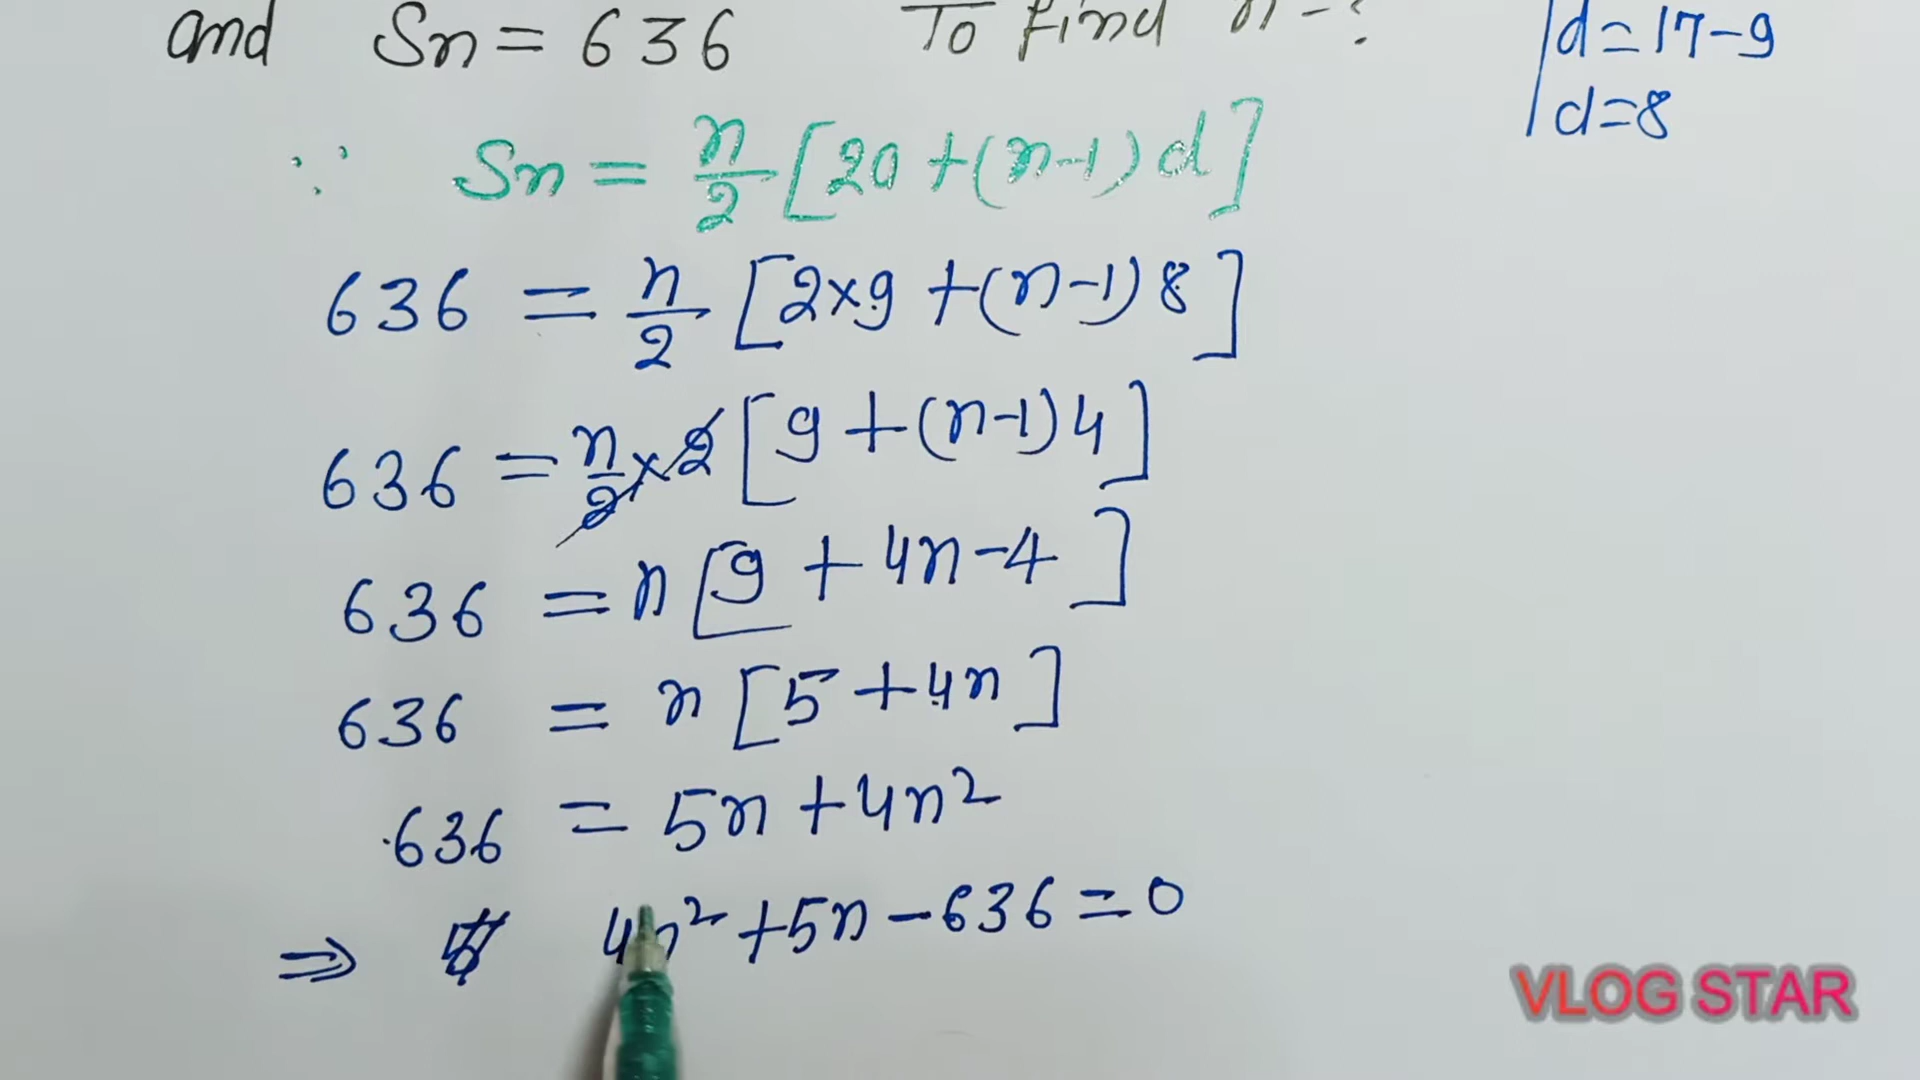 and Sn = 636 To Find n = ?
d = 17 - 9
d = 8
∵ Sn = n/2 [2a + (n-1) d]
636 = n/2 [2×9 + (n-1) 8]
636 = n/2 × 2 [9 + (n-1) 4]
636 = n [9 + 4n - 4]
636 = n [5 + 4n]
636 = 5n + 4n²
⇒ 4n² + 5n - 636 = 0
VLOG STAR